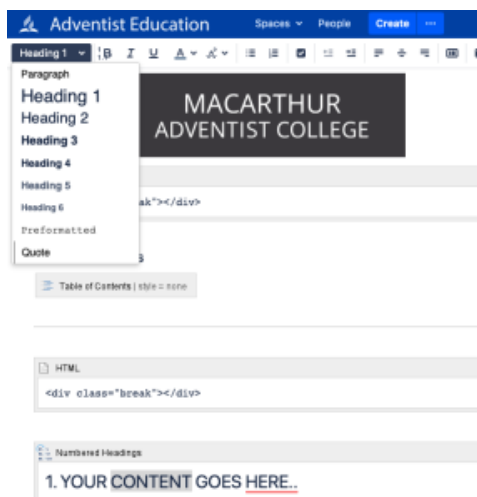 Adventist Education Spaces People Create ...
Heading 1 B I U A
Paragraph
Heading 1
Heading 2
Heading 3
Heading 4
Heading 5
Heading 6
Preformatted
Quote
MACARTHUR
ADVENTIST COLLEGE
ak"></div>
s
Table of Contents | style = none
HTML
<div class="break"></div>
Numbered Headings
1. YOUR CONTENT GOES HERE..